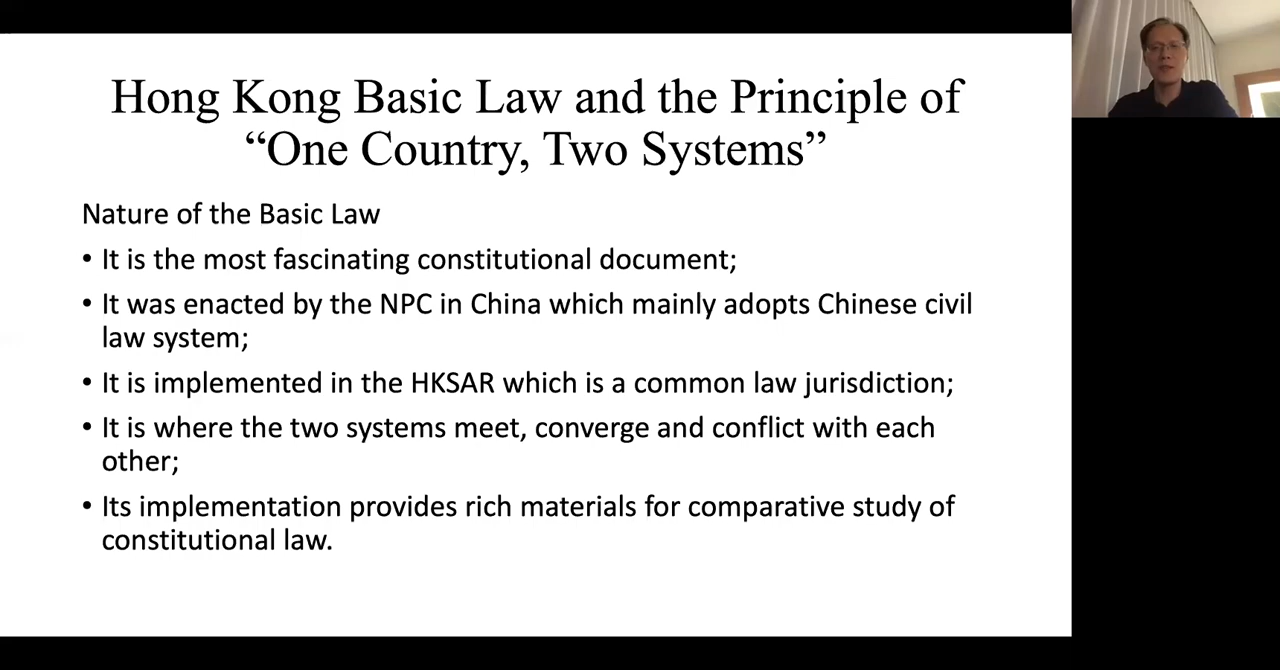 Hong Kong Basic Law and the Principle of
“One Country, Two Systems”
Nature of the Basic Law
• It is the most fascinating constitutional document;
• It was enacted by the NPC in China which mainly adopts Chinese civil
law system;
• It is implemented in the HKSAR which is a common law jurisdiction;
• It is where the two systems meet, converge and conflict with each
other;
• Its implementation provides rich materials for comparative study of
constitutional law.